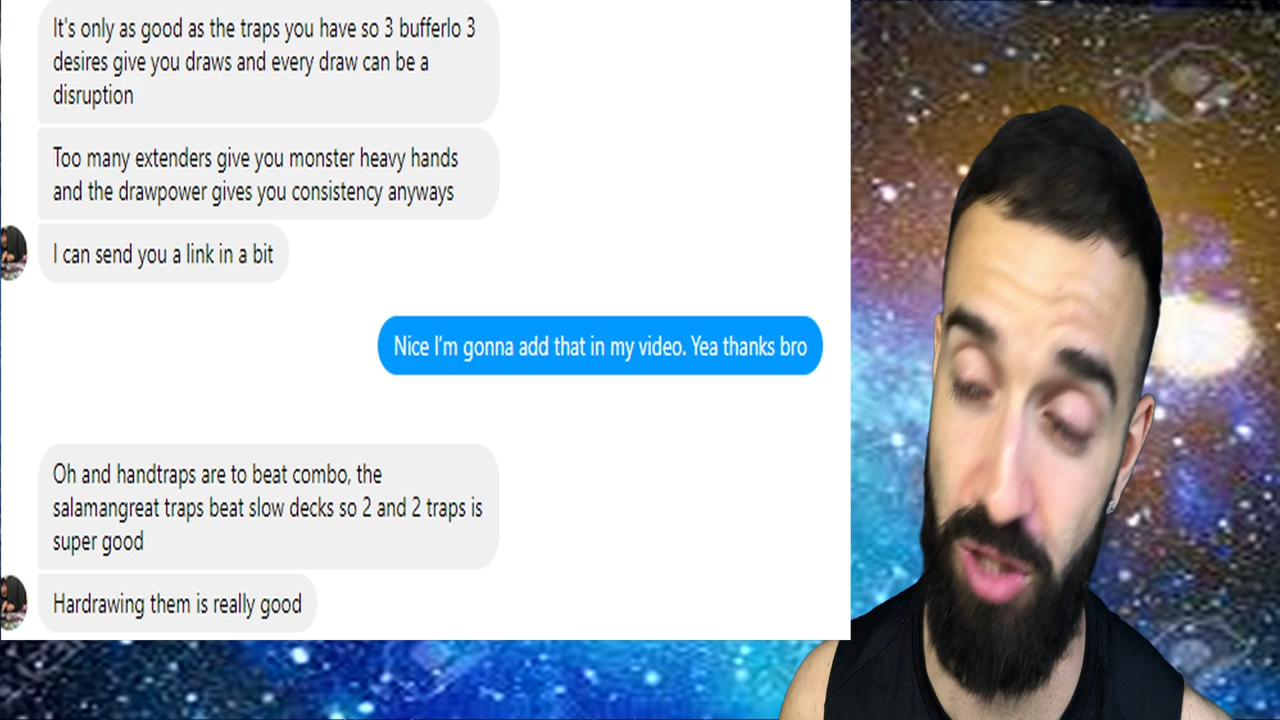 It's only as good as the traps you have so 3 bufferlo 3
desires give you draws and every draw can be a
disruption
Too many extenders give you monster heavy hands
and the drawpower gives you consistency anyways
I can send you a link in a bit
Nice I'm gonna add that in my video. Yea thanks bro
Oh and handtraps are to beat combo, the
salamangreat traps beat slow decks so 2 and 2 traps is
super good
Hardrawing them is really good